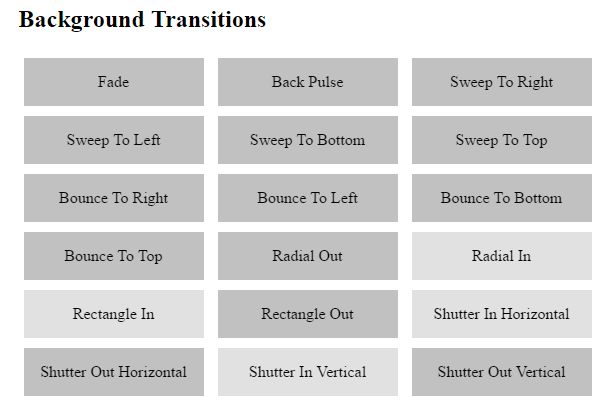 Background Transitions
Fade
Back Pulse
Sweep To Right
Sweep To Left
Sweep To Bottom
Sweep To Top
Bounce To Right
Bounce To Left
Bounce To Bottom
Bounce To Top
Radial Out
Radial In
Rectangle In
Rectangle Out
Shutter In Horizontal
Shutter Out Horizontal
Shutter In Vertical
Shutter Out Vertical